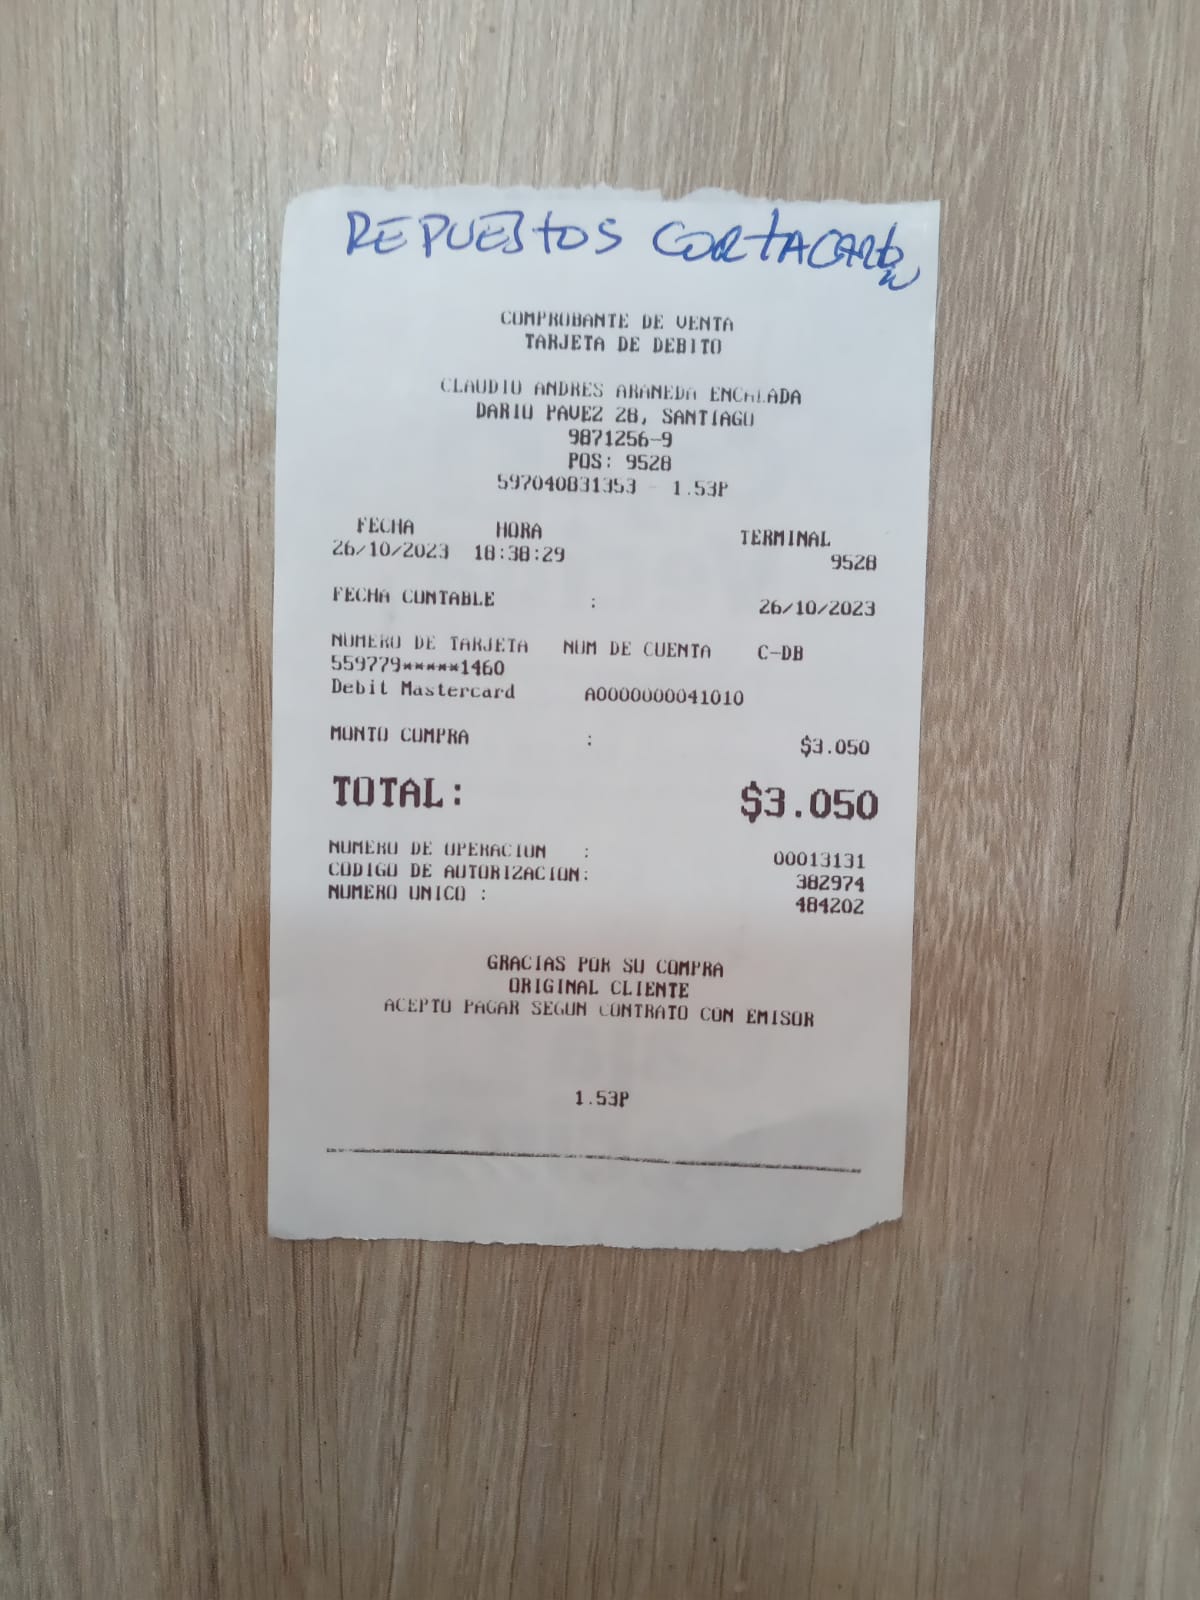 REPUESTOS CORTACARTON
COMPROBANTE DE VENTA
TARJETA DE DEBITO
CLAUDIO ANDRES ARANEDA ENCALADA
DARIO PAVEZ 28, SANTIAGO
9871256-9
POS: 9528
597040831353 - 1.53P
FECHA HORA TERMINAL
26/10/2023 18:38:29 9528
FECHA CONTABLE : 26/10/2023
NUMERO DE TARJETA NUM DE CUENTA C-DB
559779*****1460
Debit Mastercard A0000000041010
MONTO COMPRA : $3.050
TOTAL: $3.050
NUMERO DE OPERACION : 00013131
CODIGO DE AUTORIZACION: 382974
NUMERO UNICO : 484202
GRACIAS POR SU COMPRA
ORIGINAL CLIENTE
ACEPTO PAGAR SEGUN CONTRATO CON EMISOR
1.53P